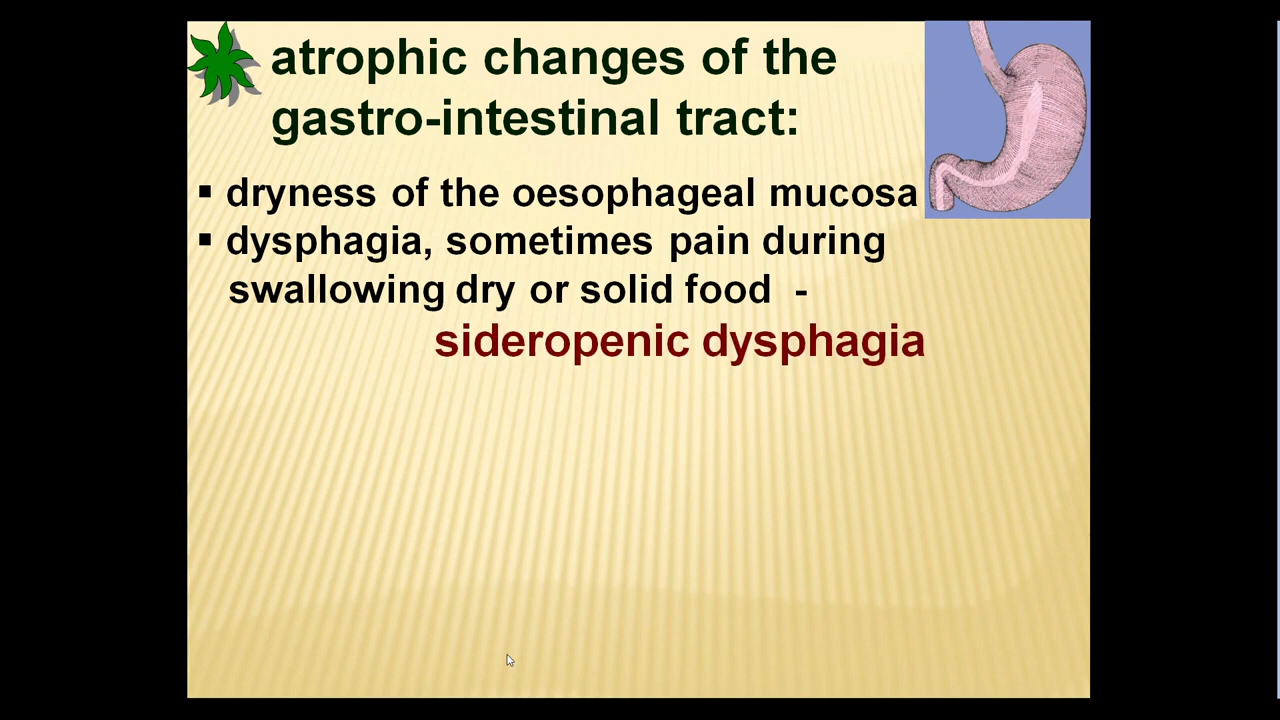 atrophic changes of the
gastro-intestinal tract:
▪ dryness of the oesophageal mucosa
▪ dysphagia, sometimes pain during
swallowing dry or solid food -
sideropenic dysphagia